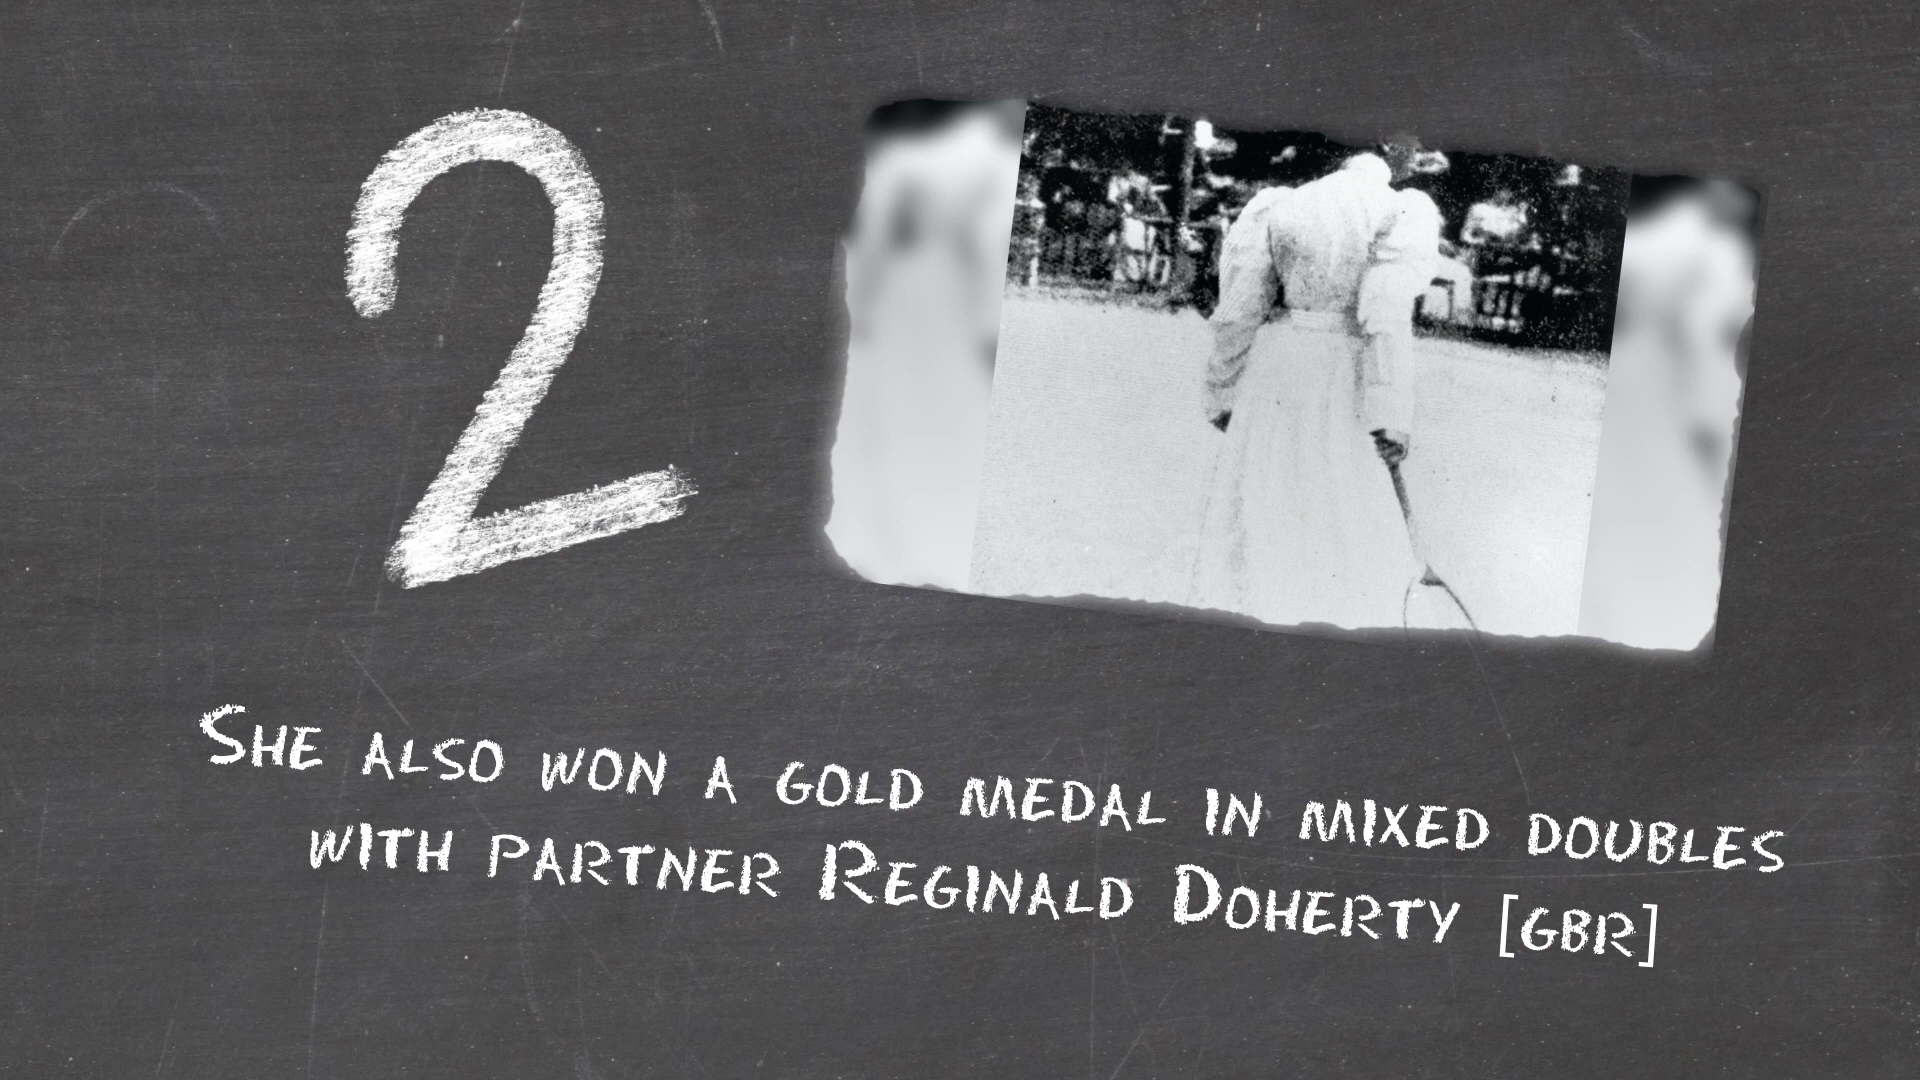 2
She also won a gold medal in mixed doubles
with partner Reginald Doherty [GBR]